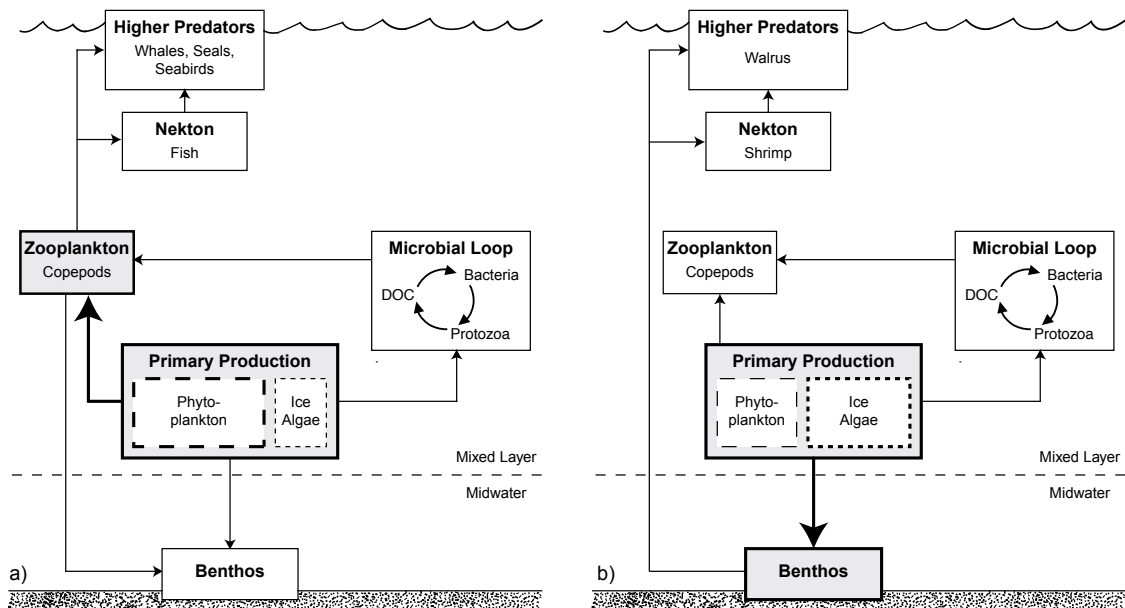 Higher Predators
Whales, Seals,
Seabirds
Nekton
Fish
Zooplankton
Copepods
Microbial Loop
Bacteria
DOC
Protozoa
Primary Production
Phyto-
plankton
Ice
Algae
Mixed Layer
Midwater
Benthos
a)
Higher Predators
Walrus
Nekton
Shrimp
Zooplankton
Copepods
Microbial Loop
Bacteria
DOC
Protozoa
Primary Production
Phyto-
plankton
Ice
Algae
Mixed Layer
Midwater
Benthos
b)